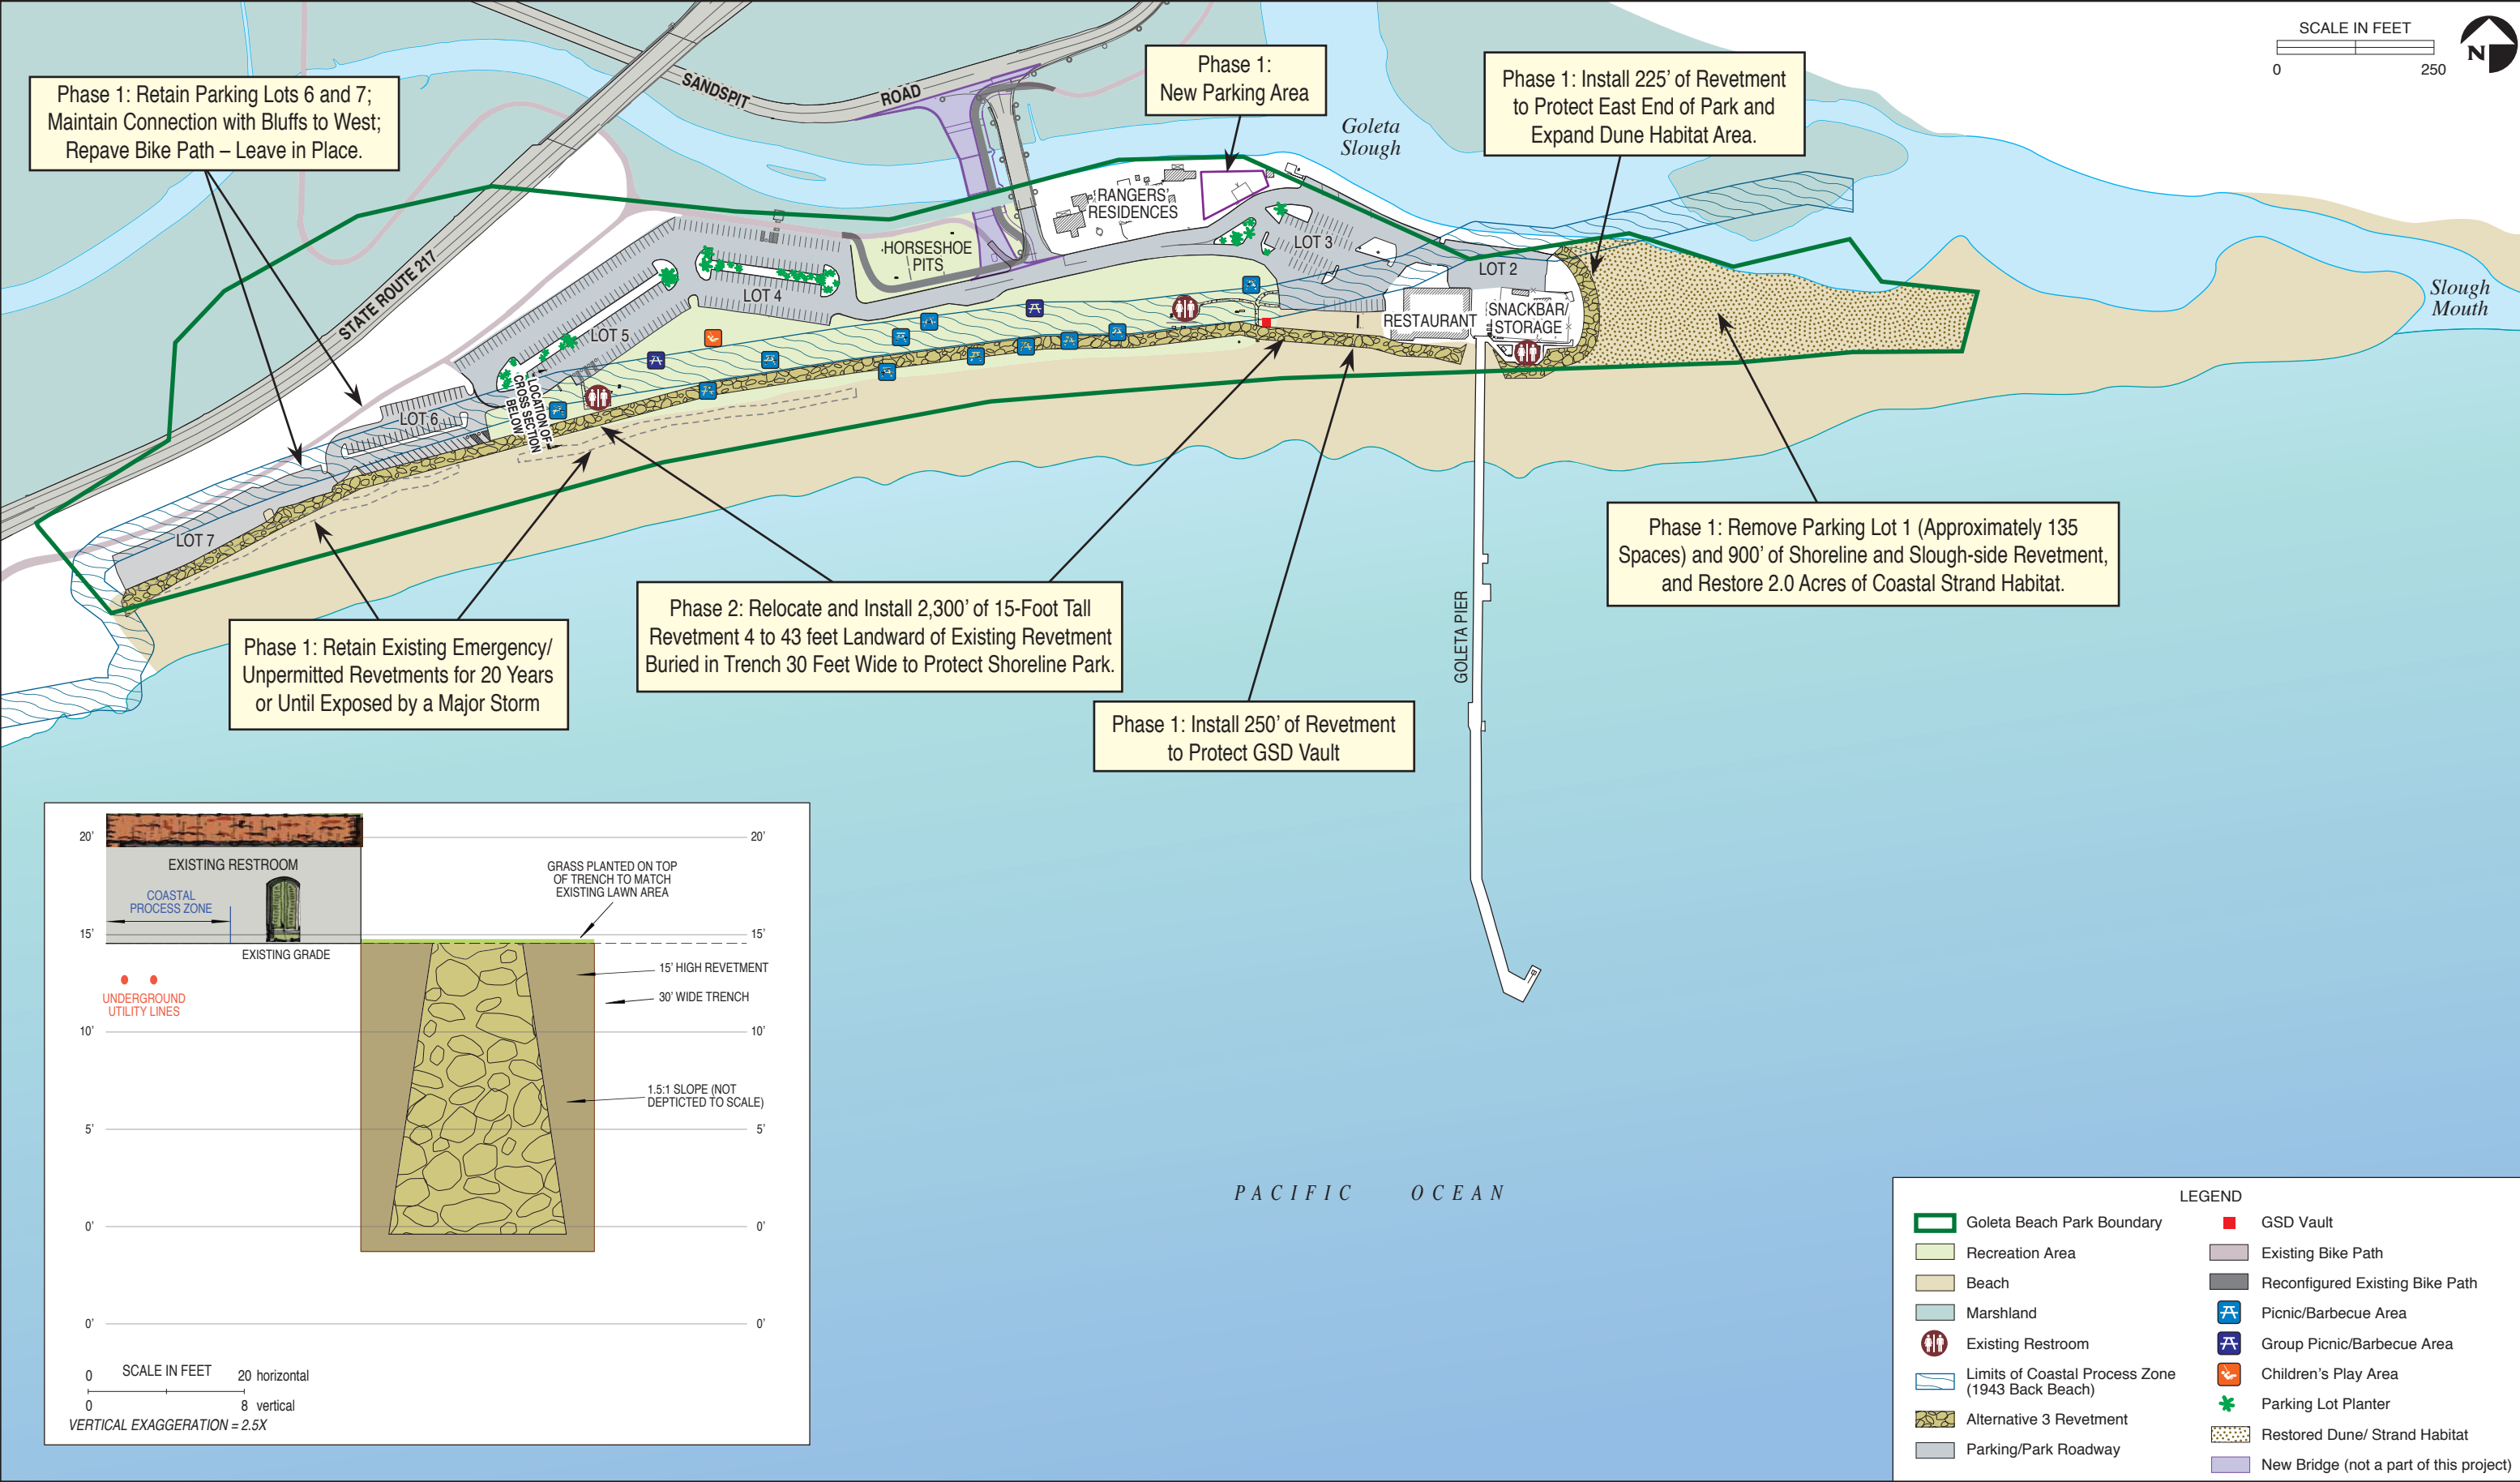 SCALE IN FEET
0 250
N
Phase 1: Retain Parking Lots 6 and 7;
Maintain Connection with Bluffs to West;
Repave Bike Path – Leave in Place.
Phase 1:
New Parking Area
Phase 1: Install 225’ of Revetment
to Protect East End of Park and
Expand Dune Habitat Area.
SANDSPIT
ROAD
Goleta
Slough
STATE ROUTE 217
RANGERS’
RESIDENCES
HORSESHOE
PITS
LOT 3
LOT 2
LOT 4
LOT 5
LOT 6
LOT 7
LOCATION OF
CROSS SECTION
BELOW
RESTAURANT
SNACKBAR/
STORAGE
Slough
Mouth
GOLETA PIER
Phase 1: Remove Parking Lot 1 (Approximately 135
Spaces) and 900’ of Shoreline and Slough-side Revetment,
and Restore 2.0 Acres of Coastal Strand Habitat.
Phase 2: Relocate and Install 2,300’ of 15-Foot Tall
Revetment 4 to 43 feet Landward of Existing Revetment
Buried in Trench 30 Feet Wide to Protect Shoreline Park.
Phase 1: Retain Existing Emergency/
Unpermitted Revetments for 20 Years
or Until Exposed by a Major Storm
Phase 1: Install 250’ of Revetment
to Protect GSD Vault
20’ 20’
EXISTING RESTROOM
COASTAL
PROCESS ZONE
GRASS PLANTED ON TOP
OF TRENCH TO MATCH
EXISTING LAWN AREA
15’ 15’
EXISTING GRADE
15’ HIGH REVETMENT
30’ WIDE TRENCH
UNDERGROUND
UTILITY LINES
10’ 10’
1.5:1 SLOPE (NOT
DEPTICTED TO SCALE)
5’ 5’
0’ 0’
0’ 0’
0 SCALE IN FEET 20 horizontal
0 8 vertical
VERTICAL EXAGGERATION = 2.5X
PACIFIC OCEAN
LEGEND
Goleta Beach Park Boundary
Recreation Area
Beach
Marshland
Existing Restroom
Limits of Coastal Process Zone
(1943 Back Beach)
Alternative 3 Revetment
Parking/Park Roadway
GSD Vault
Existing Bike Path
Reconfigured Existing Bike Path
Picnic/Barbecue Area
Group Picnic/Barbecue Area
Children’s Play Area
Parking Lot Planter
Restored Dune/ Strand Habitat
New Bridge (not a part of this project)